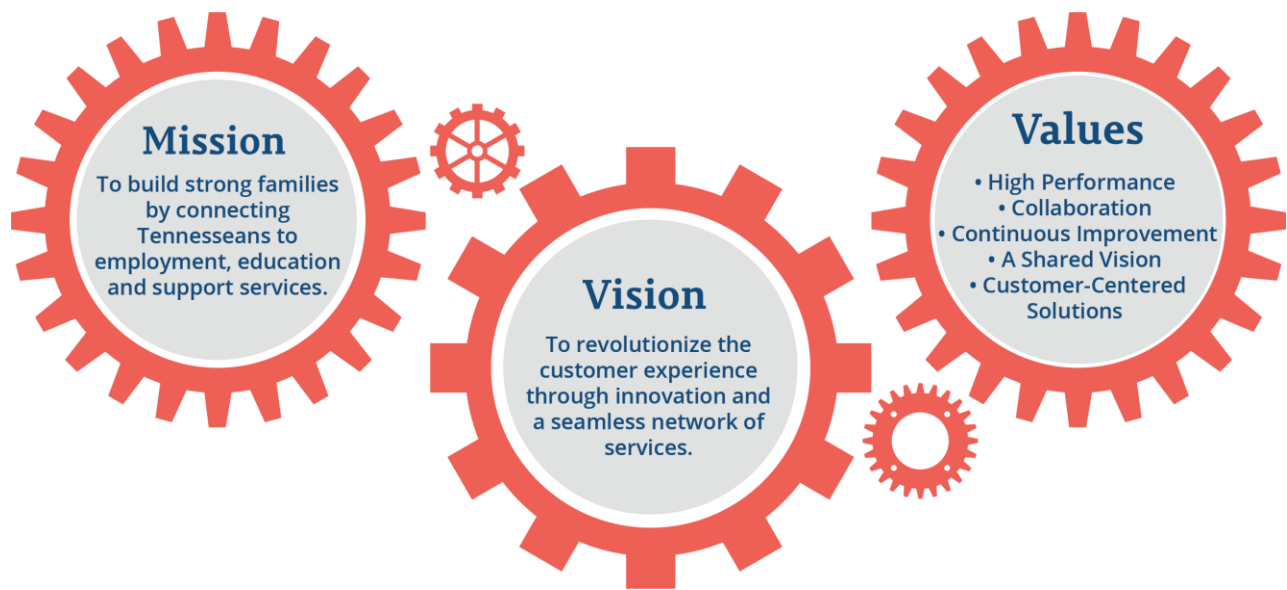 Mission
To build strong families
by connecting
Tennesseans to
employment, education
and support services.
Vision
To revolutionize the
customer experience
through innovation and
a seamless network of
services.
Values
• High Performance
• Collaboration
• Continuous Improvement
• A Shared Vision
• Customer-Centered
Solutions